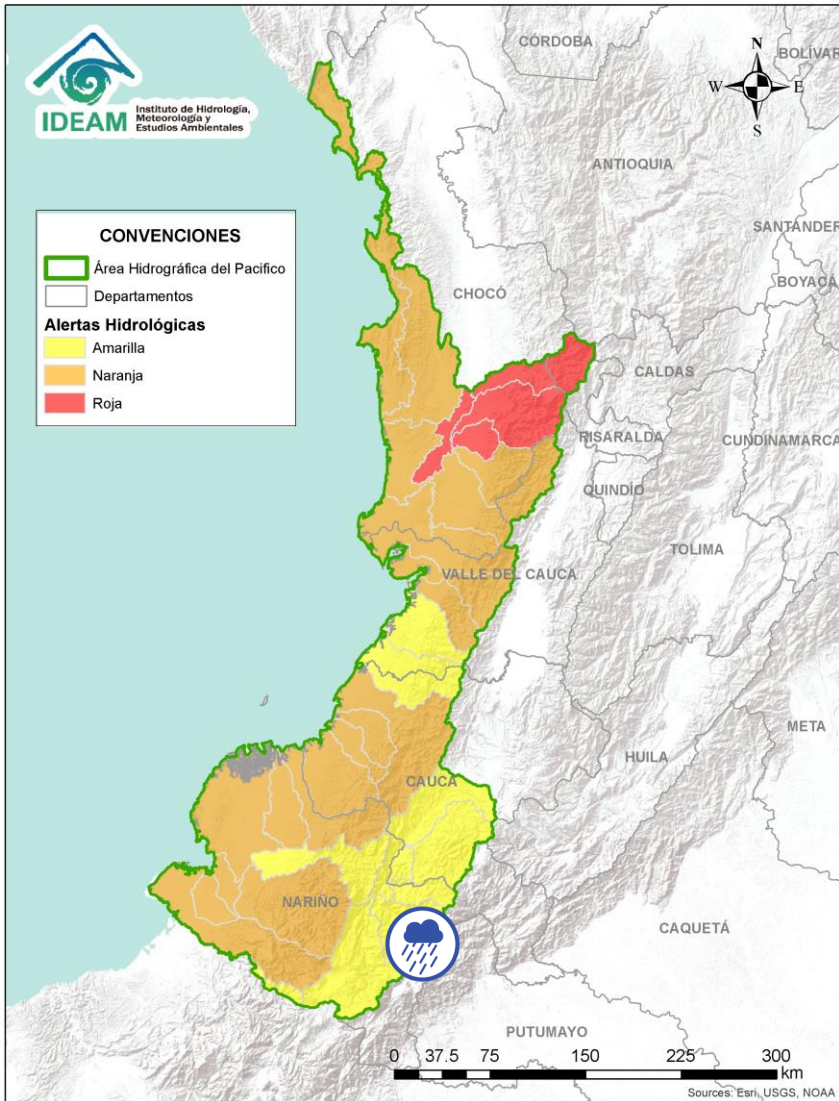 CÓRDOBA
BOLÍVAR
N
W
E
S
IDEAM
Instituto de Hidrología,
Meteorología y
Estudios Ambientales
ANTIOQUIA
SANTANDER
BOYACÁ
CONVENCIONES
Área Hidrográfica del Pacifico
Departamentos
Alertas Hidrológicas
Amarilla
Naranja
Roja
CHOCÓ
CALDAS
RISARALDA
CUNDINAMARCA
QUINDÍO
TOLIMA
VALLE DEL CAUCA
META
HUILA
CAUCA
NARIÑO
CAQUETÁ
PUTUMAYO
0 37.5 75 150 225 300
km
Sources: Esri, USGS, NOAA